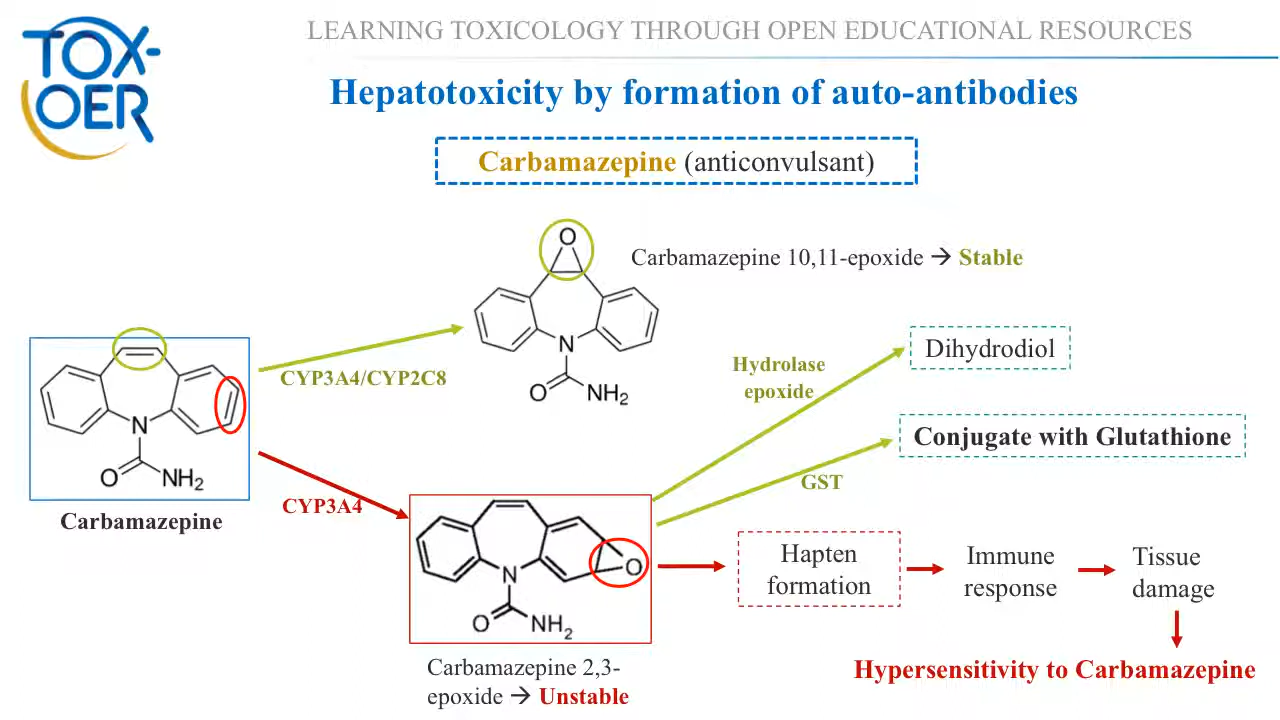 TOX-
OER
LEARNING TOXICOLOGY THROUGH OPEN EDUCATIONAL RESOURCES
Hepatotoxicity by formation of auto-antibodies
Carbamazepine (anticonvulsant)
O
Carbamazepine 10,11-epoxide → Stable
N
O NH2
CYP3A4/CYP2C8
N
O NH2
Carbamazepine
CYP3A4
Hydrolase
epoxide
Dihydrodiol
Conjugate with Glutathione
GST
O
N
O NH2
Carbamazepine 2,3-
epoxide → Unstable
Hapten
formation
Immune
response
Tissue
damage
Hypersensitivity to Carbamazepine